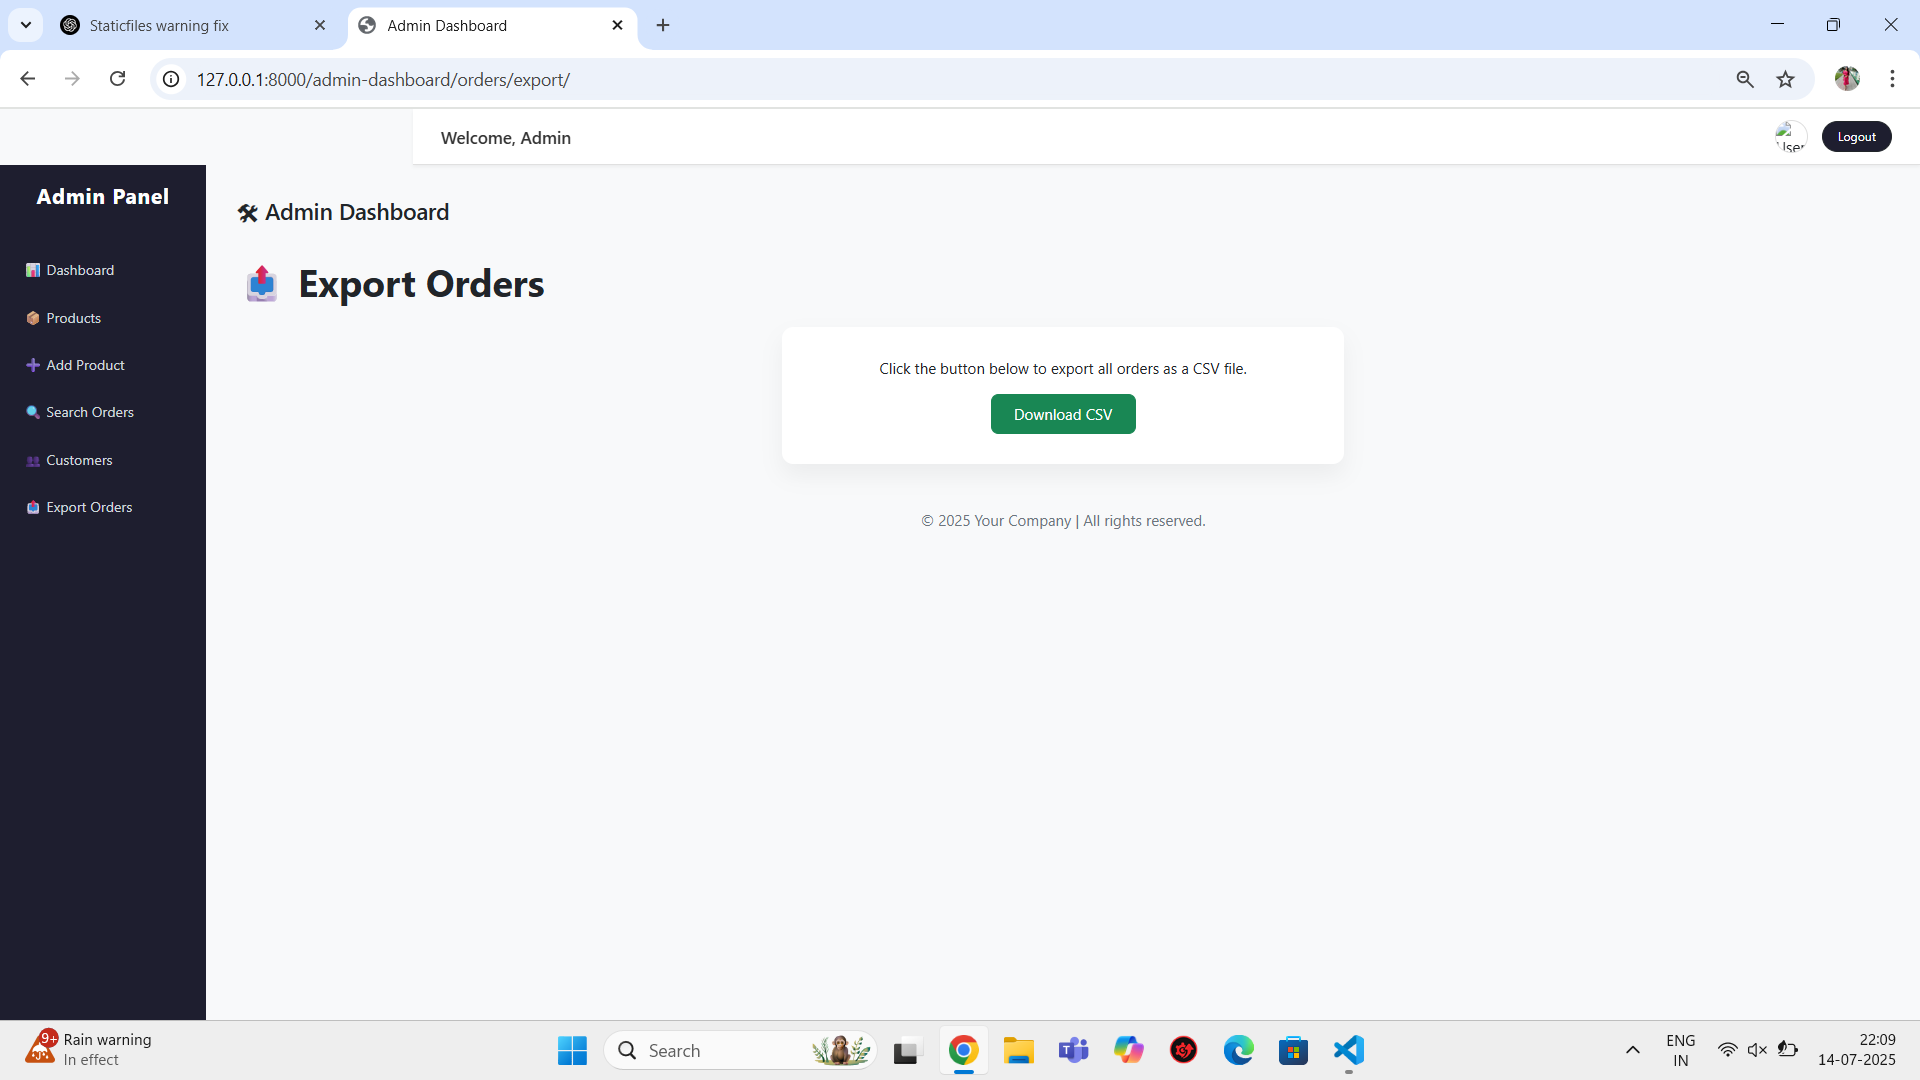 Staticfiles warning fix
Admin Dashboard
127.0.0.1:8000/admin-dashboard/orders/export/
Welcome, Admin
User
Logout
Admin Panel
Dashboard
Products
Add Product
Search Orders
Customers
Export Orders
🛠 Admin Dashboard
📤 Export Orders
Click the button below to export all orders as a CSV file.
Download CSV
© 2025 Your Company | All rights reserved.
9+
Rain warning
In effect
Search
ENG
IN
22:09
14-07-2025